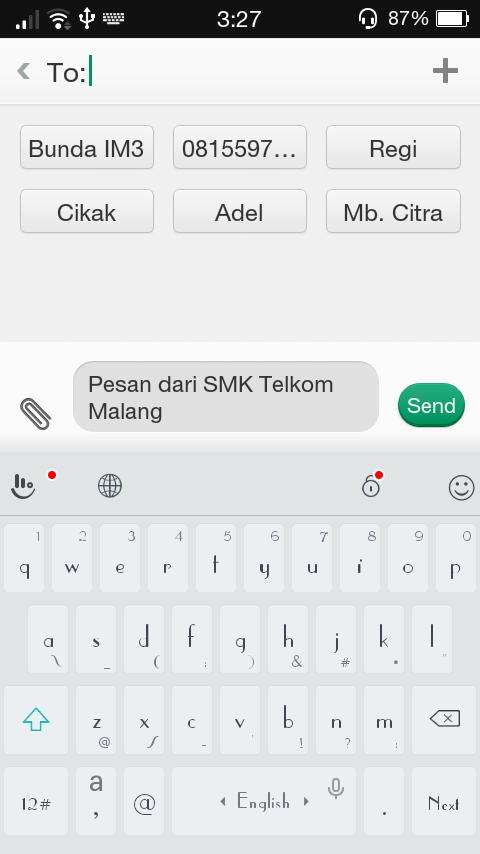 3:27 87%
To:
Bunda IM3 0815597... Regi
Cikak Adel Mb. Citra
Pesan dari SMK Telkom
Malang
Send
1 2 3 4 5 6 7 8 9 0
q w e r t y u i o p
a s d f g h j k l
\ _ ( : ) & # • "
z x c v b n m
@ / - ' ! ? ;
12# a , @ English . Next